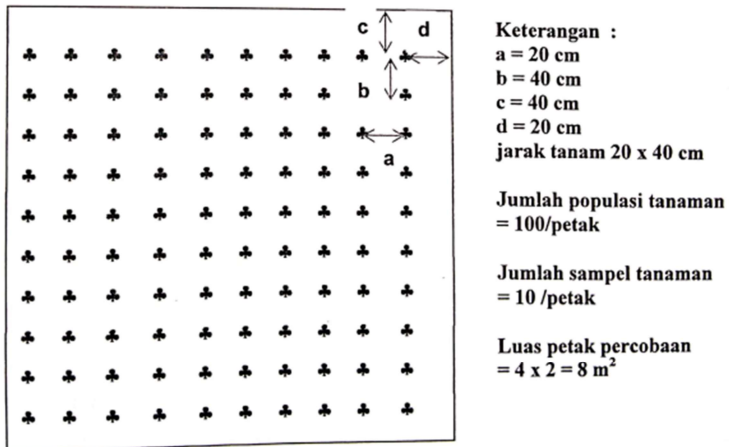 c
d
b
a
Keterangan :
a = 20 cm
b = 40 cm
c = 40 cm
d = 20 cm
jarak tanam 20 x 40 cm
Jumlah populasi tanaman
= 100/petak
Jumlah sampel tanaman
= 10 /petak
Luas petak percobaan
= 4 x 2 = 8 m²